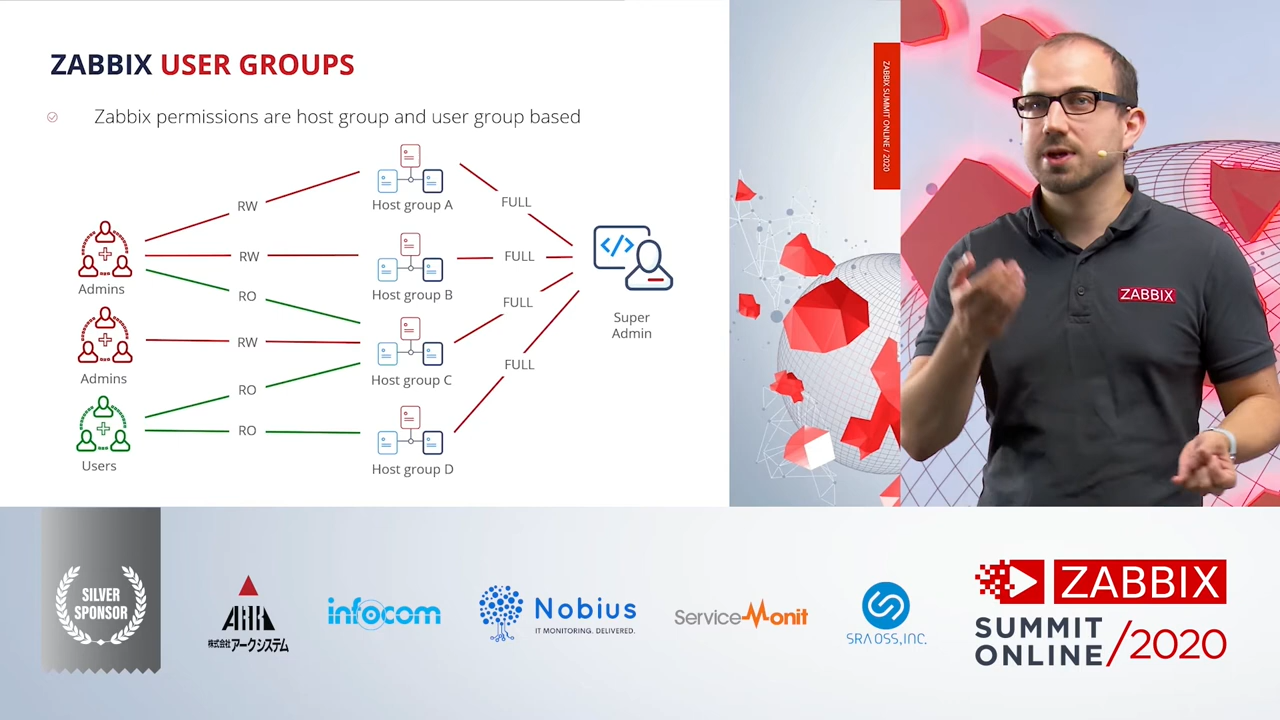 ZABBIX USER GROUPS
Zabbix permissions are host group and user group based
Host group A
RW
FULL
RW
FULL
Host group B
Admins
RO
FULL
Super
Admin
RW
Host group C
Admins
RO
FULL
RO
Host group D
Users
ZABBIX SUMMIT ONLINE / 2020
ZABBIX
SILVER
SPONSOR
ARK
株式会社アークシステム
infocom
Nobius
IT MONITORING. DELIVERED.
ServiceMonit
SRA OSS, INC.
ZABBIX
SUMMIT
ONLINE/2020